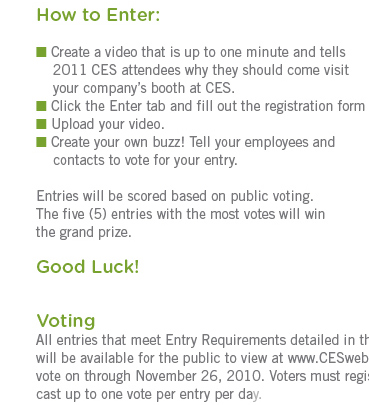 How to Enter:
Create a video that is up to one minute and tells
2011 CES attendees why they should come visit
your company's booth at CES.
Click the Enter tab and fill out the registration form
Upload your video.
Create your own buzz! Tell your employees and
contacts to vote for your entry.
Entries will be scored based on public voting.
The five (5) entries with the most votes will win
the grand prize.
Good Luck!
Voting
All entries that meet Entry Requirements detailed in
will be available for the public to view at www.CESweb
vote on through November 26, 2010. Voters must
cast up to one vote per entry per day.